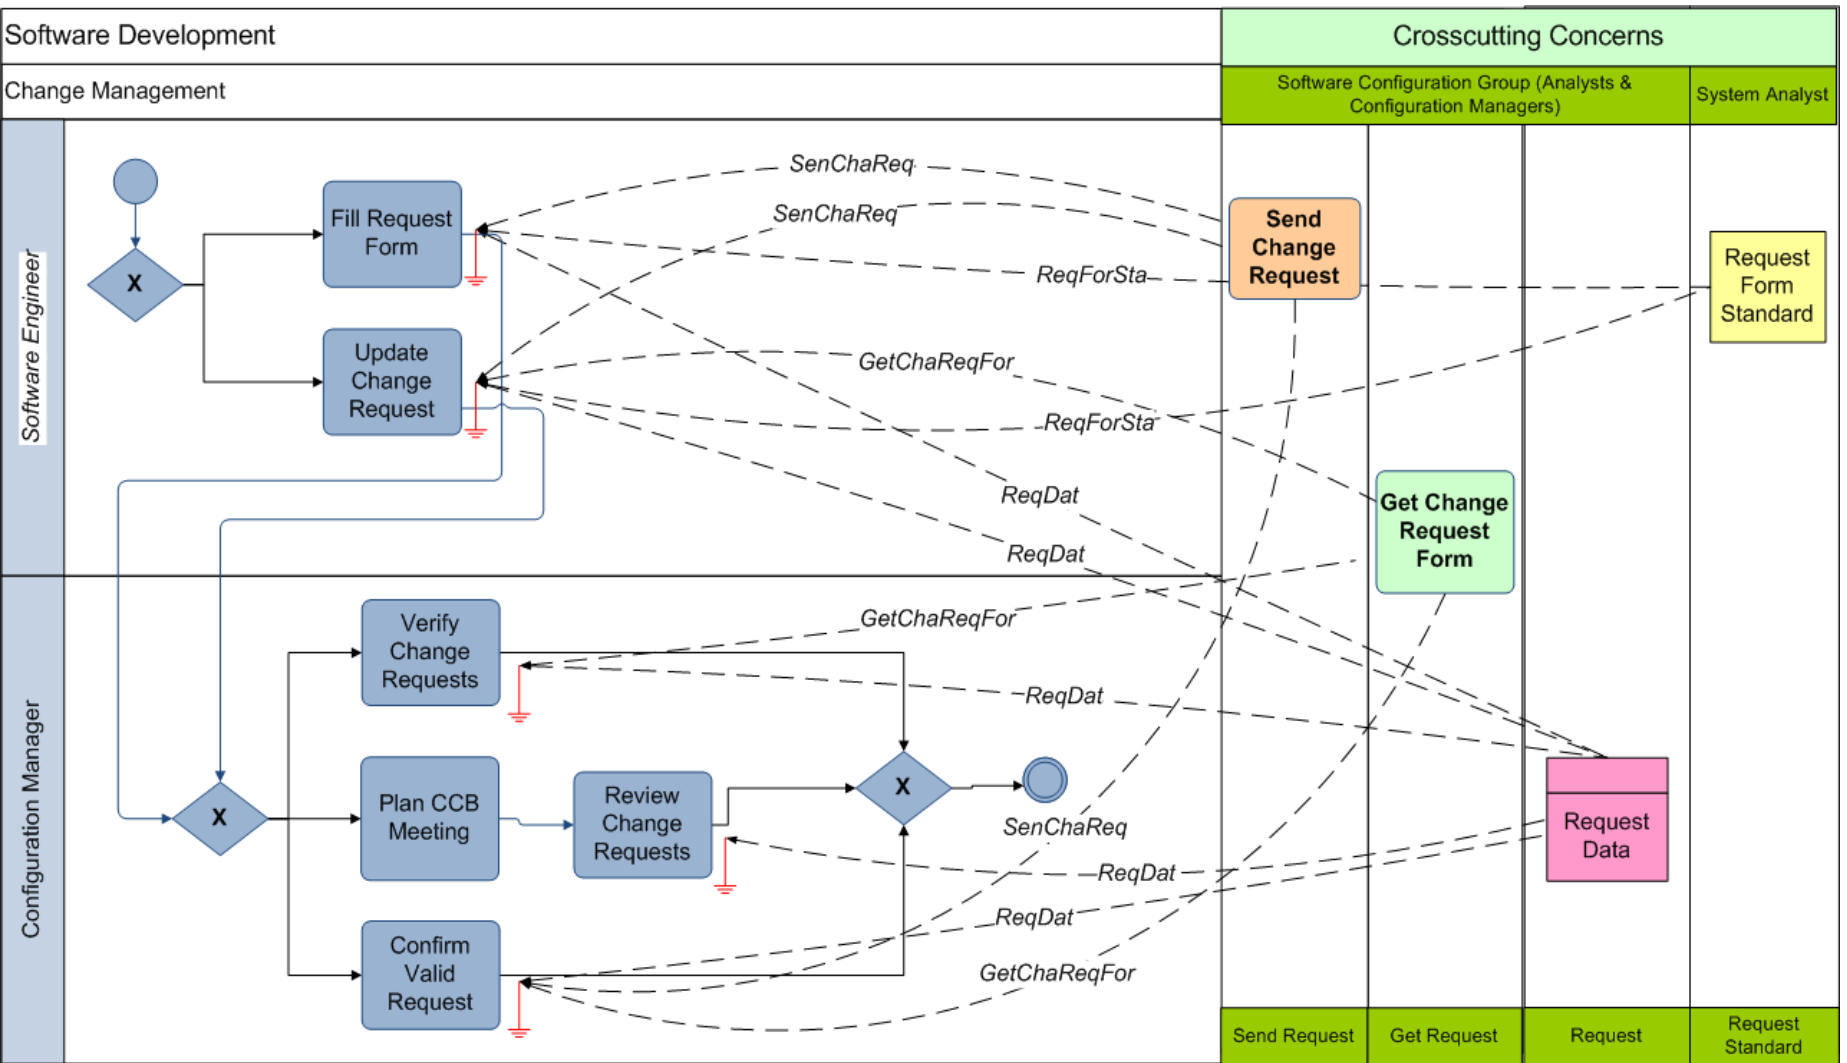 Software Development
Crosscutting Concerns
Change Management
Software Configuration Group (Analysts &
Configuration Managers)
System Analyst
Software Engineer
X
Fill Request
Form
SenChaReq
SenChaReq
Send
Change
Request
ReqForSta
Request
Form
Standard
Update
Change
Request
GetChaReqFor
ReqForSta
ReqDat
Get Change
Request
Form
ReqDat
Configuration Manager
Verify
Change
Requests
GetChaReqFor
ReqDat
X
Plan CCB
Meeting
Review
Change
Requests
X
SenChaReq
ReqDat
Request
Data
ReqDat
Confirm
Valid
Request
GetChaReqFor
Send Request
Get Request
Request
Request
Standard